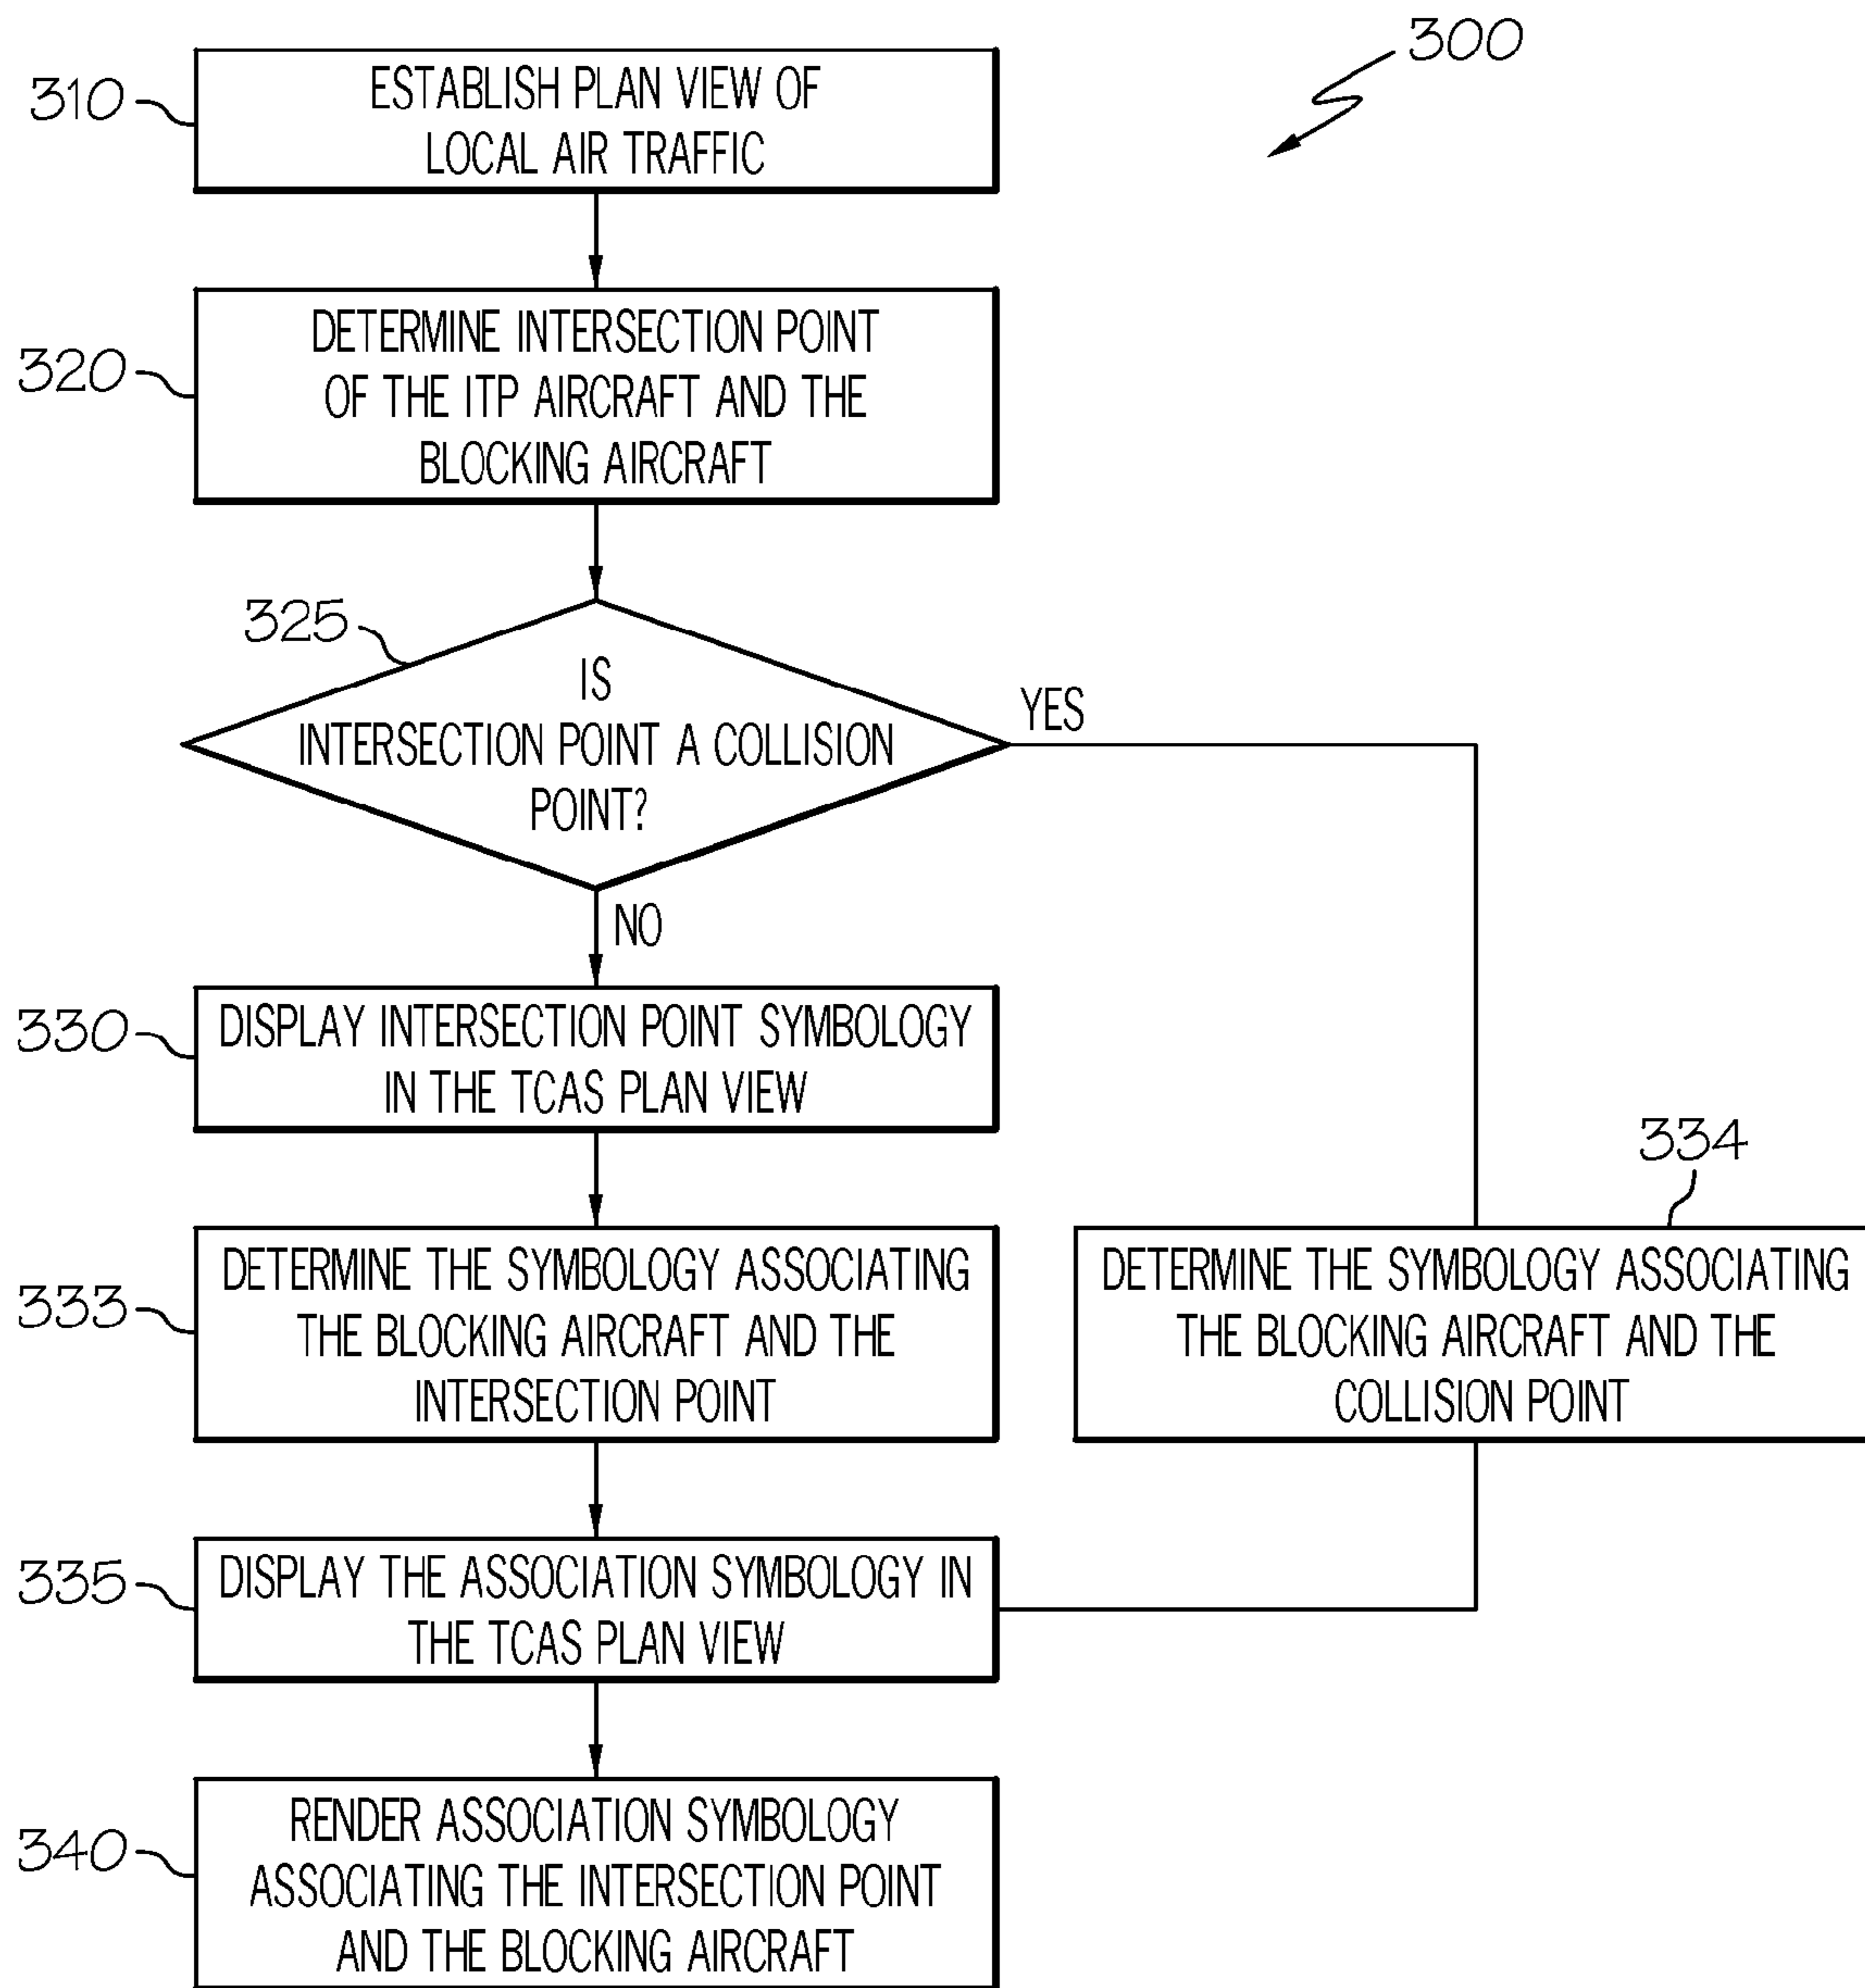 300
310
ESTABLISH PLAN VIEW OF
LOCAL AIR TRAFFIC
320
DETERMINE INTERSECTION POINT
OF THE ITP AIRCRAFT AND THE
BLOCKING AIRCRAFT
325
IS
INTERSECTION POINT A COLLISION
POINT?
YES
NO
330
DISPLAY INTERSECTION POINT SYMBOLOGY
IN THE TCAS PLAN VIEW
333
DETERMINE THE SYMBOLOGY ASSOCIATING
THE BLOCKING AIRCRAFT AND THE
INTERSECTION POINT
334
DETERMINE THE SYMBOLOGY ASSOCIATING
THE BLOCKING AIRCRAFT AND THE
COLLISION POINT
335
DISPLAY THE ASSOCIATION SYMBOLOGY IN
THE TCAS PLAN VIEW
340
RENDER ASSOCIATION SYMBOLOGY
ASSOCIATING THE INTERSECTION POINT
AND THE BLOCKING AIRCRAFT